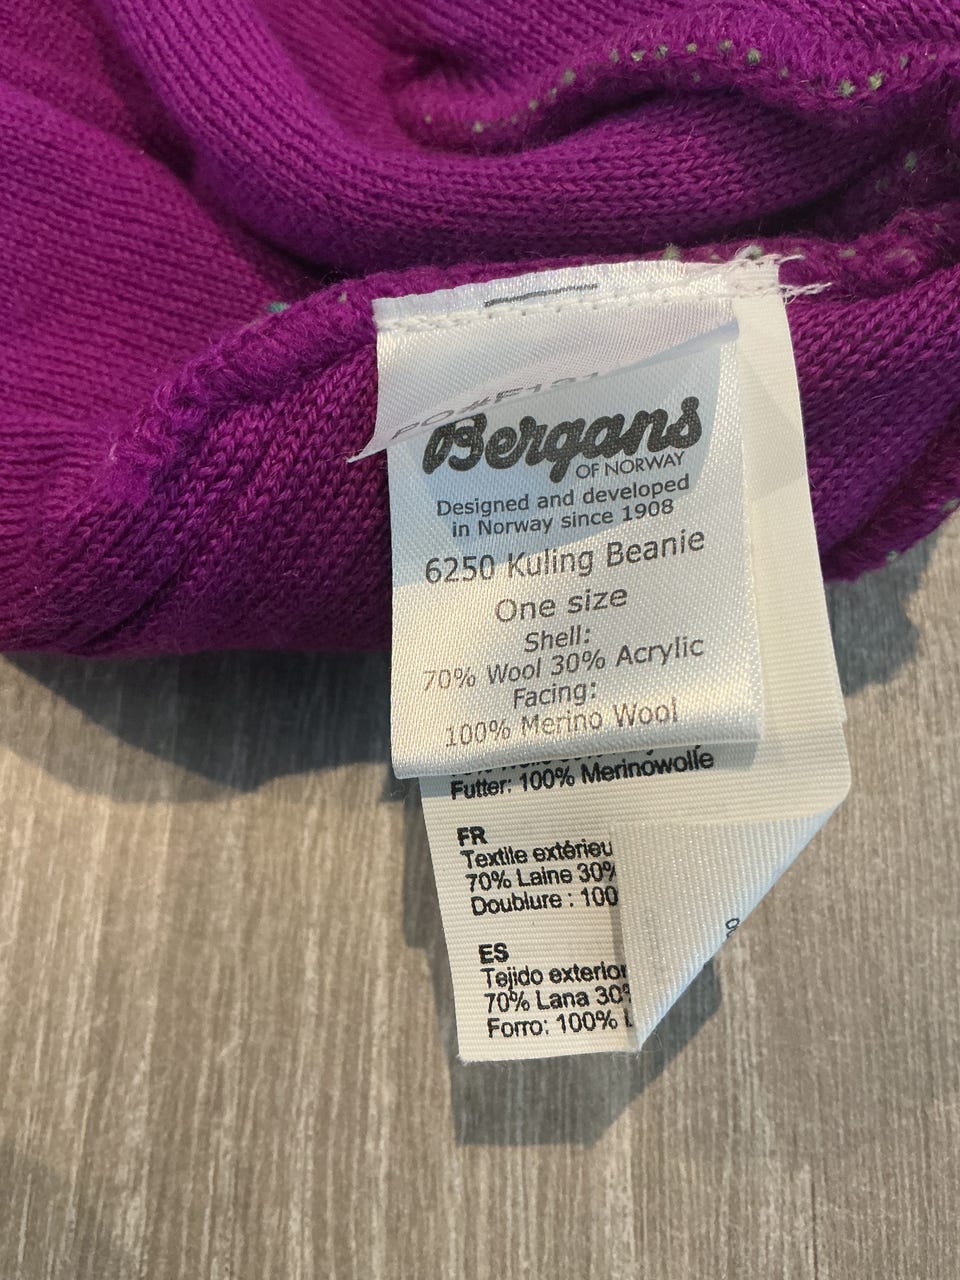 PO#F131
Bergans
OF NORWAY
Designed and developed
in Norway since 1908
6250 Kuling Beanie
One size
Shell:
70% Wool 30% Acrylic
Facing:
100% Merino Wool
Futter: 100% Merinowolle
FR
Textile extérieu
70% Laine 30%
Doublure : 100
ES
Tejido exterior
70% Lana 30%
Forro: 100%